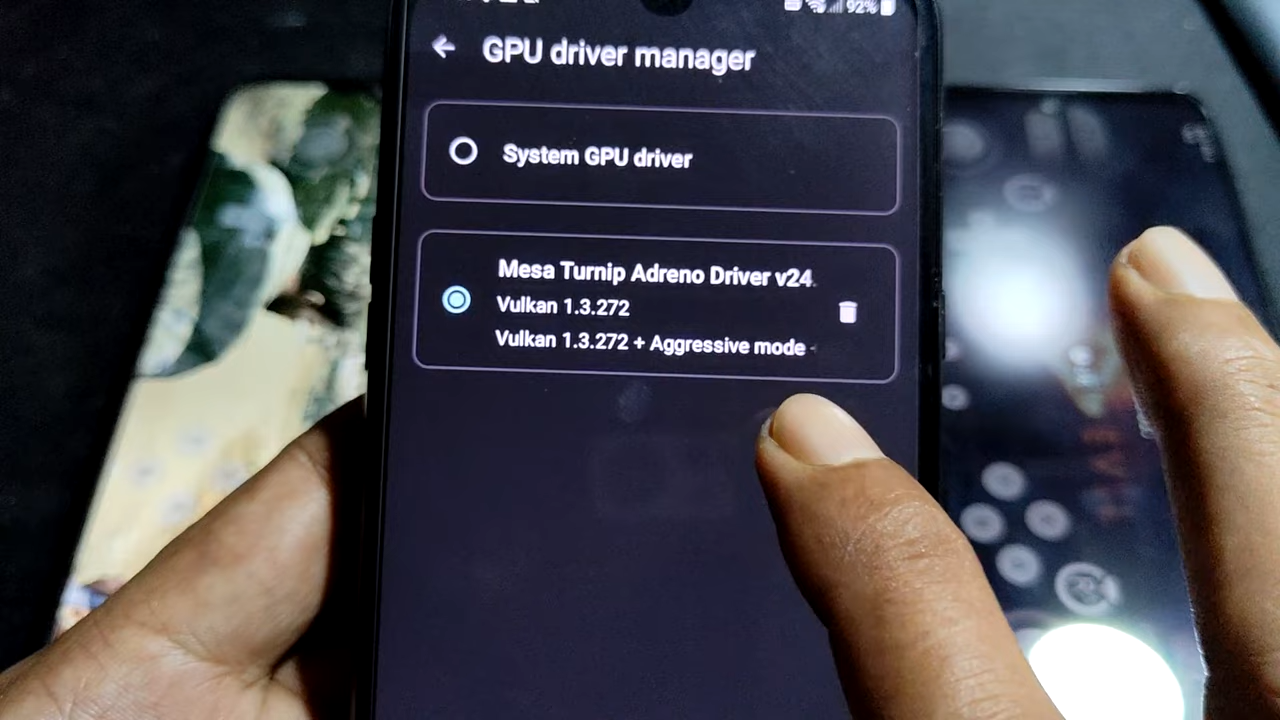 92%
GPU driver manager
System GPU driver
Mesa Turnip Adreno Driver v24.
Vulkan 1.3.272
Vulkan 1.3.272 + Aggressive mode -